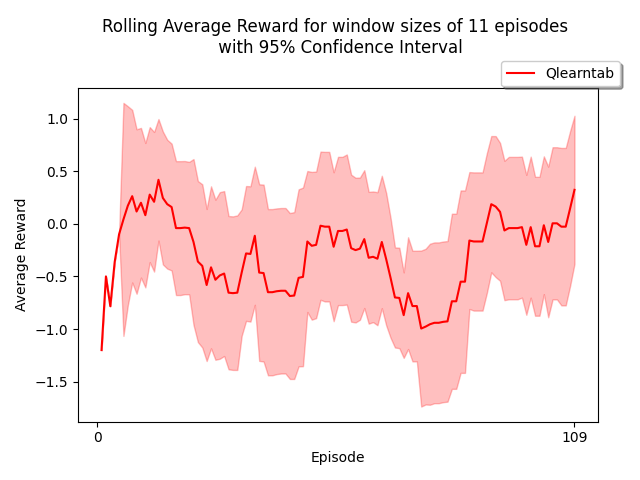 Rolling Average Reward for window sizes of 11 episodes
with 95% Confidence Interval
Qlearntab
1.0
0.5
0.0
−0.5
−1.0
−1.5
Average Reward
0
109
Episode